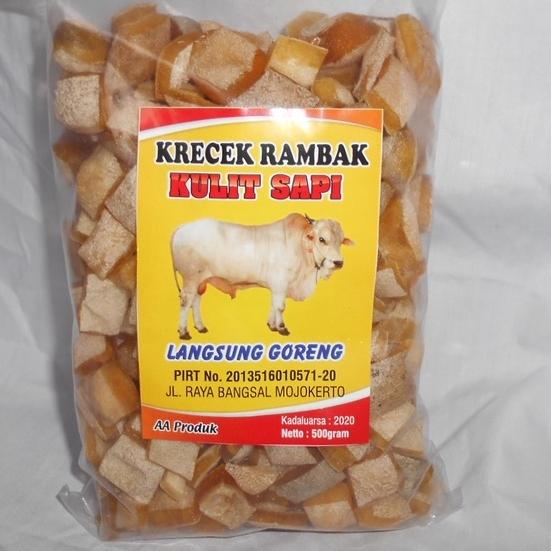 KRECEK RAMBAK
KULIT SAPI
LANGSUNG GORENG
PIRT No. 2013516010571-20
JL. RAYA BANGSAL MOJOKERTO
AA Produk
Kadaluarsa : 2020
Netto : 500gram